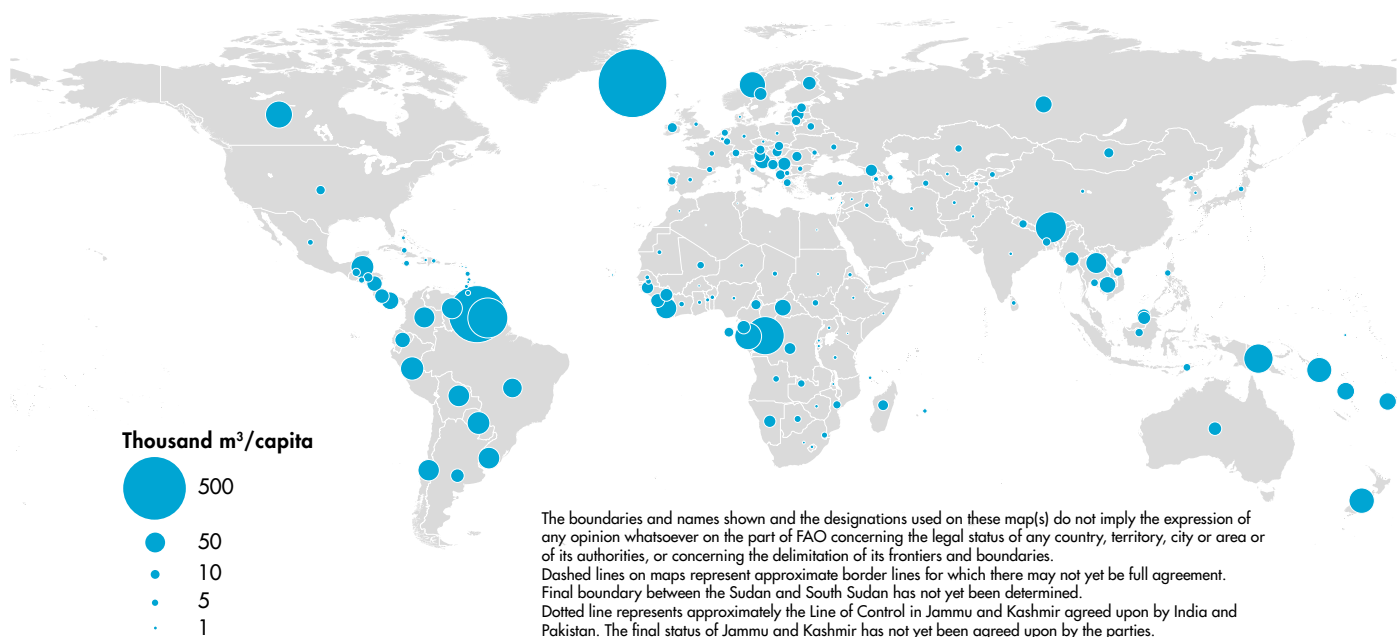 Thousand m³/capita
500
50
10
5
1
The boundaries and names shown and the designations used on these map(s) do not imply the expression of
any opinion whatsoever on the part of FAO concerning the legal status of any country, territory, city or area or
of its authorities, or concerning the delimitation of its frontiers and boundaries.
Dashed lines on maps represent approximate border lines for which there may not yet be full agreement.
Final boundary between the Sudan and South Sudan has not yet been determined.
Dotted line represents approximately the Line of Control in Jammu and Kashmir agreed upon by India and
Pakistan. The final status of Jammu and Kashmir has not yet been agreed upon by the parties.